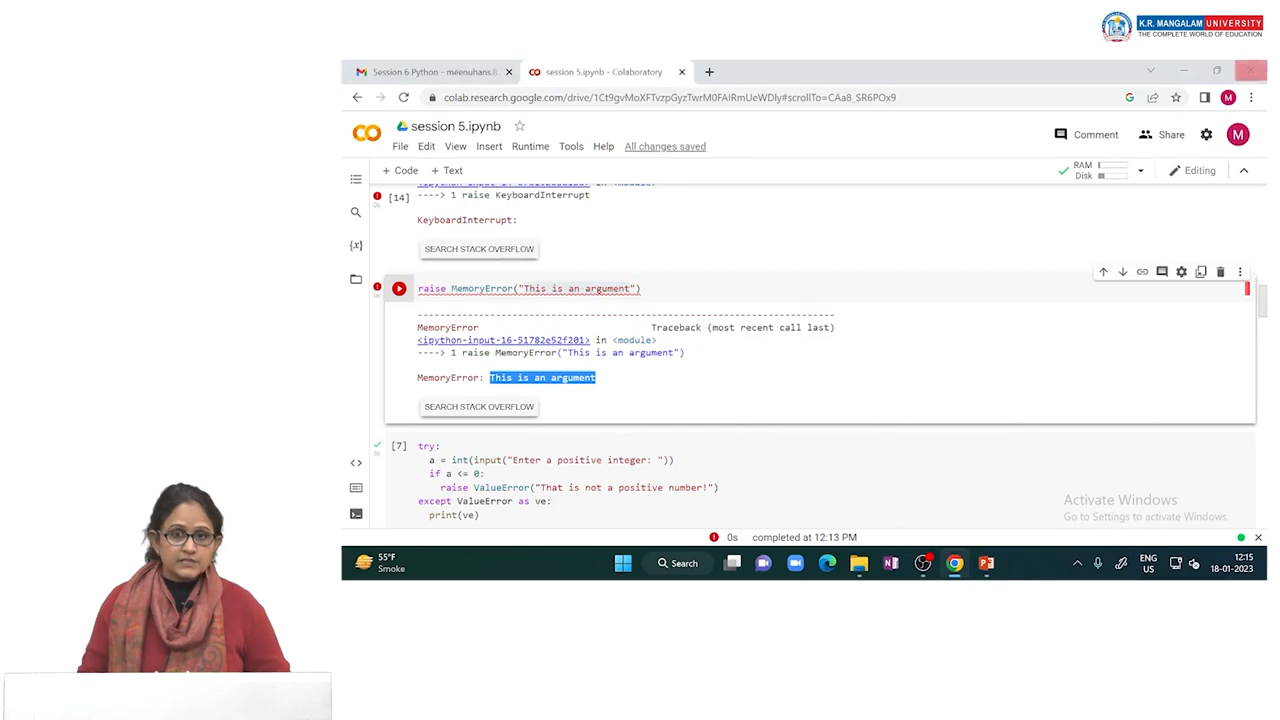 K.R. MANGALAM UNIVERSITY
THE COMPLETE WORLD OF EDUCATION
Session 6 Python - meenuhans.8
session 5.ipynb - Colaboratory
colab.research.google.com/drive/1Ct9gvMoXFTvzpGyzTwrM0FAIRmUeWDIy#scrollTo=CAa8_SR6POx9
M
session 5.ipynb
Comment
Share
M
File Edit View Insert Runtime Tools Help All changes saved
+ Code + Text
RAM
Disk
Editing
in <module>
[14]
----> 1 raise KeyboardInterrupt
KeyboardInterrupt:
SEARCH STACK OVERFLOW
raise MemoryError("This is an argument")
MemoryError Traceback (most recent call last)
<ipython-input-16-51782e52f201> in <module>
----> 1 raise MemoryError("This is an argument")
MemoryError: This is an argument
SEARCH STACK OVERFLOW
[7] try:
a = int(input("Enter a positive integer: "))
if a <= 0:
raise ValueError("That is not a positive number!")
except ValueError as ve:
print(ve)
Activate Windows
Go to Settings to activate Windows.
0s completed at 12:13 PM
55°F
Smoke
Search
ENG
US
12:15
18-01-2023